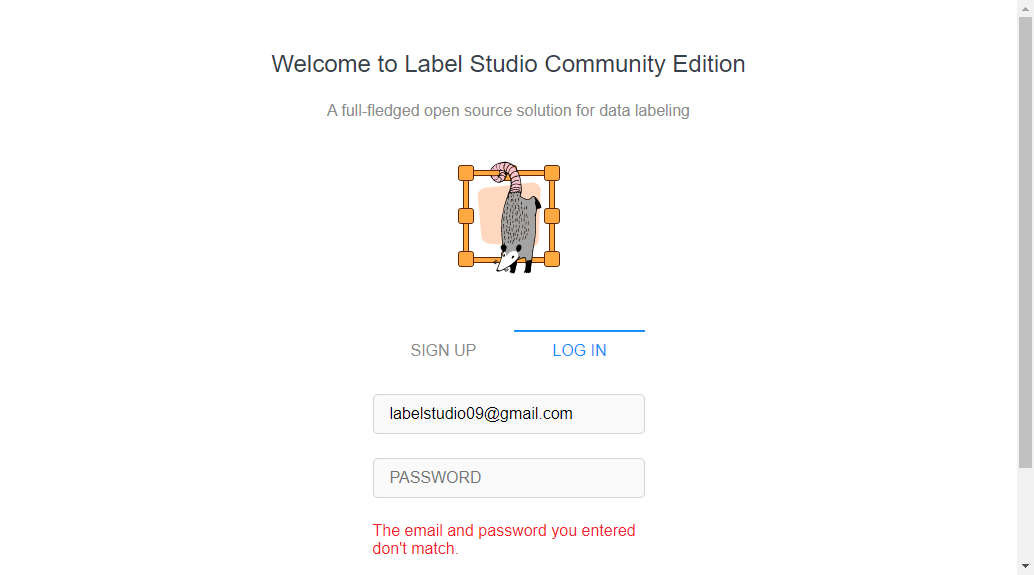 Welcome to Label Studio Community Edition
A full-fledged open source solution for data labeling
SIGN UP
LOG IN
labelstudio09@gmail.com
PASSWORD
The email and password you entered
don't match.